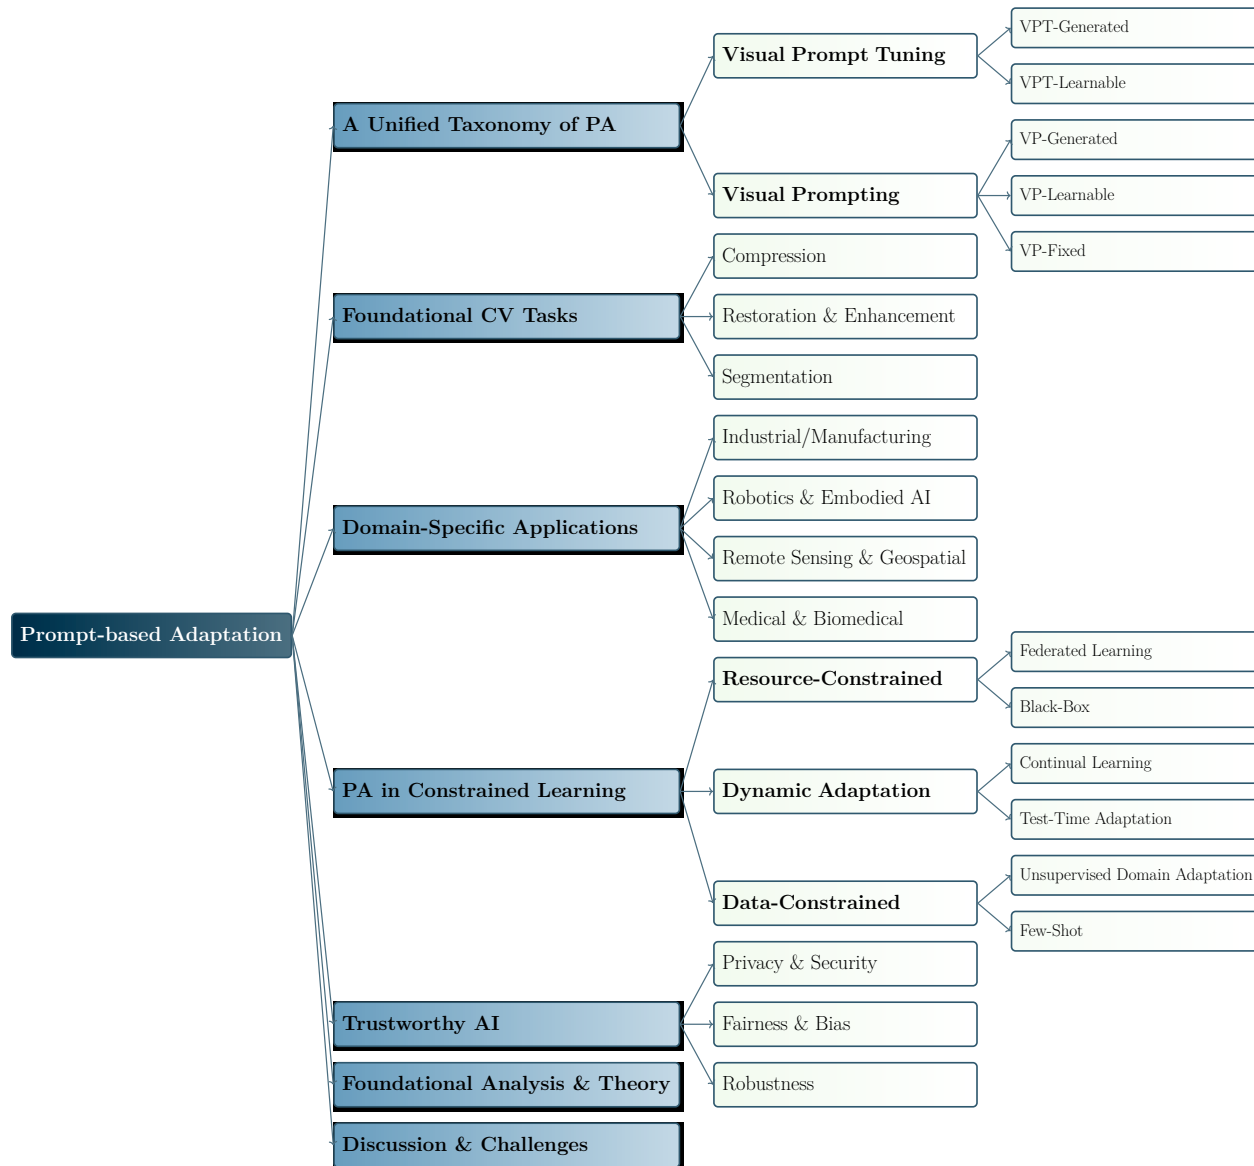 Prompt-based Adaptation
A Unified Taxonomy of PA
Visual Prompt Tuning
VPT-Generated
VPT-Learnable
Visual Prompting
VP-Generated
VP-Learnable
VP-Fixed
Foundational CV Tasks
Compression
Restoration & Enhancement
Segmentation
Domain-Specific Applications
Industrial/Manufacturing
Robotics & Embodied AI
Remote Sensing & Geospatial
Medical & Biomedical
PA in Constrained Learning
Resource-Constrained
Federated Learning
Black-Box
Dynamic Adaptation
Continual Learning
Test-Time Adaptation
Data-Constrained
Unsupervised Domain Adaptation
Few-Shot
Trustworthy AI
Privacy & Security
Fairness & Bias
Robustness
Foundational Analysis & Theory
Discussion & Challenges